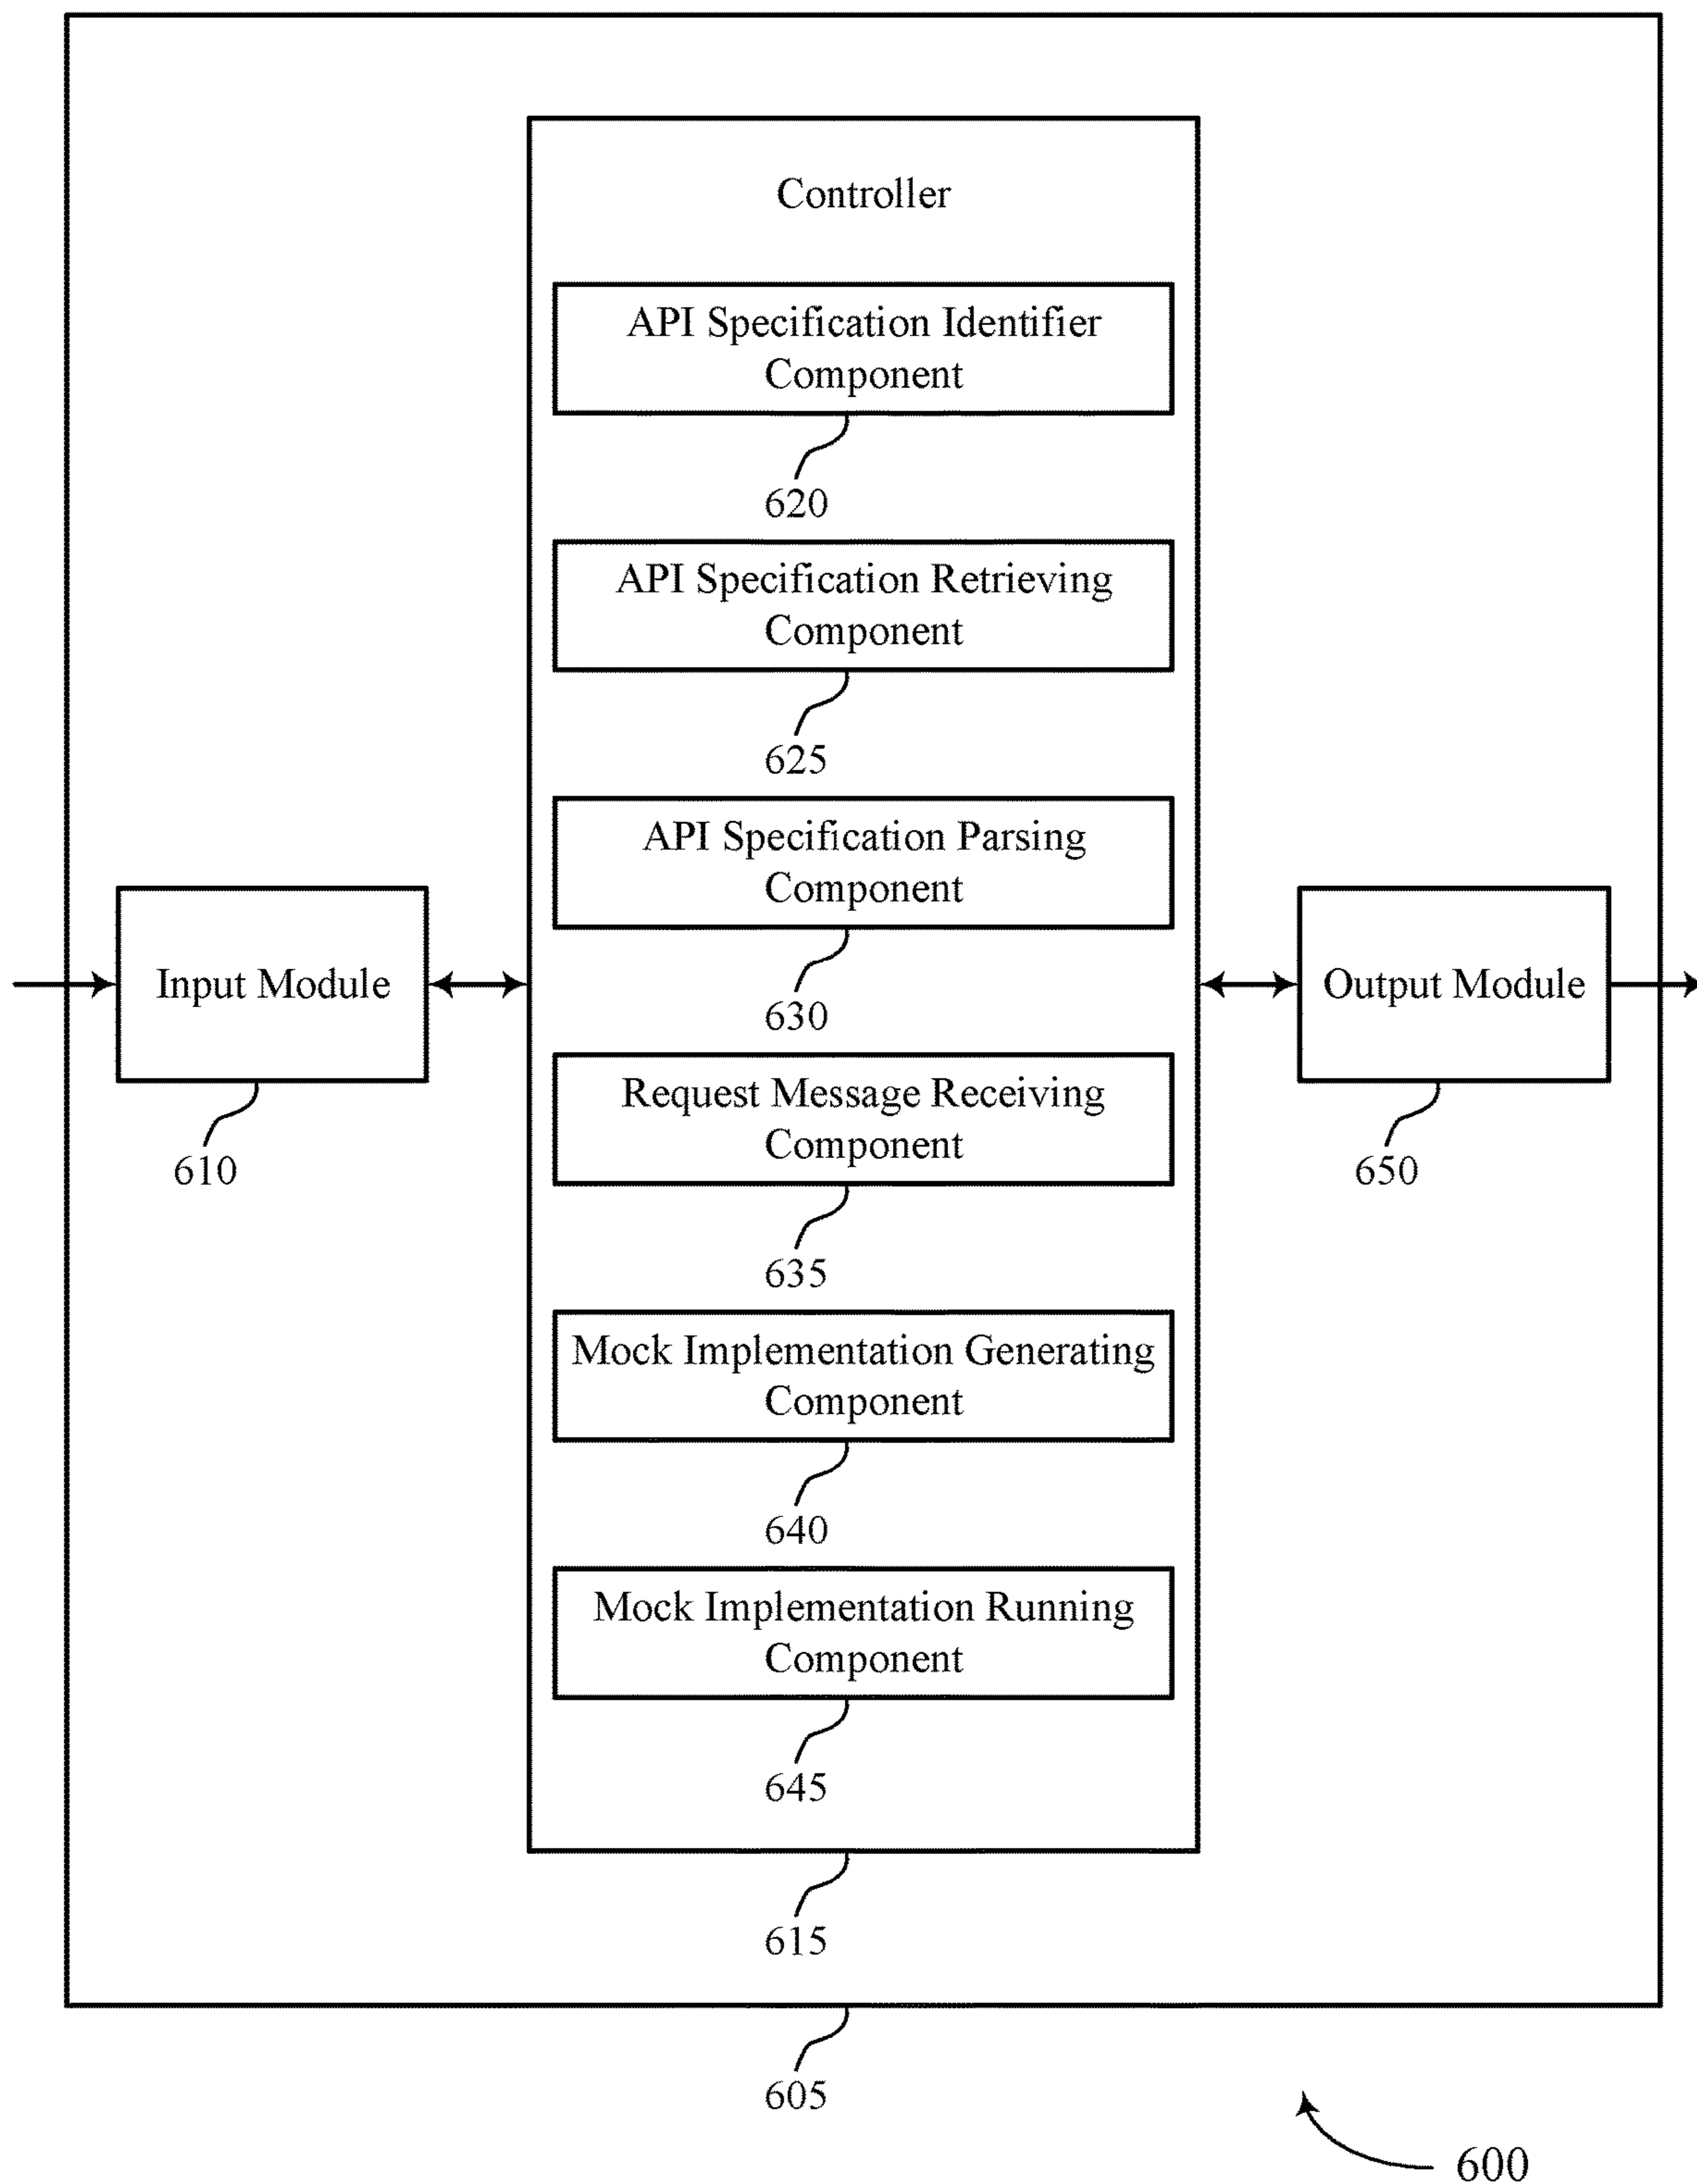 Controller
API Specification Identifier
Component
620
API Specification Retrieving
Component
625
API Specification Parsing
Component
630
Input Module
610
Output Module
650
Request Message Receiving
Component
635
Mock Implementation Generating
Component
640
Mock Implementation Running
Component
645
615
605
600